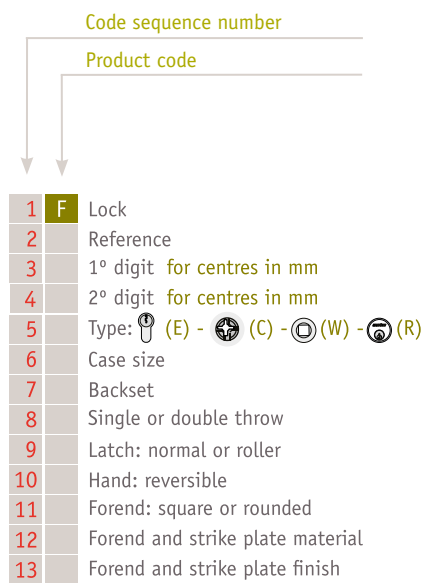 Code sequence number
Product code
1 F Lock
2 Reference
3 1º digit for centres in mm
4 2º digit for centres in mm
5 Type: (E) - (C) - (W) - (R)
6 Case size
7 Backset
8 Single or double throw
9 Latch: normal or roller
10 Hand: reversible
11 Forend: square or rounded
12 Forend and strike plate material
13 Forend and strike plate finish